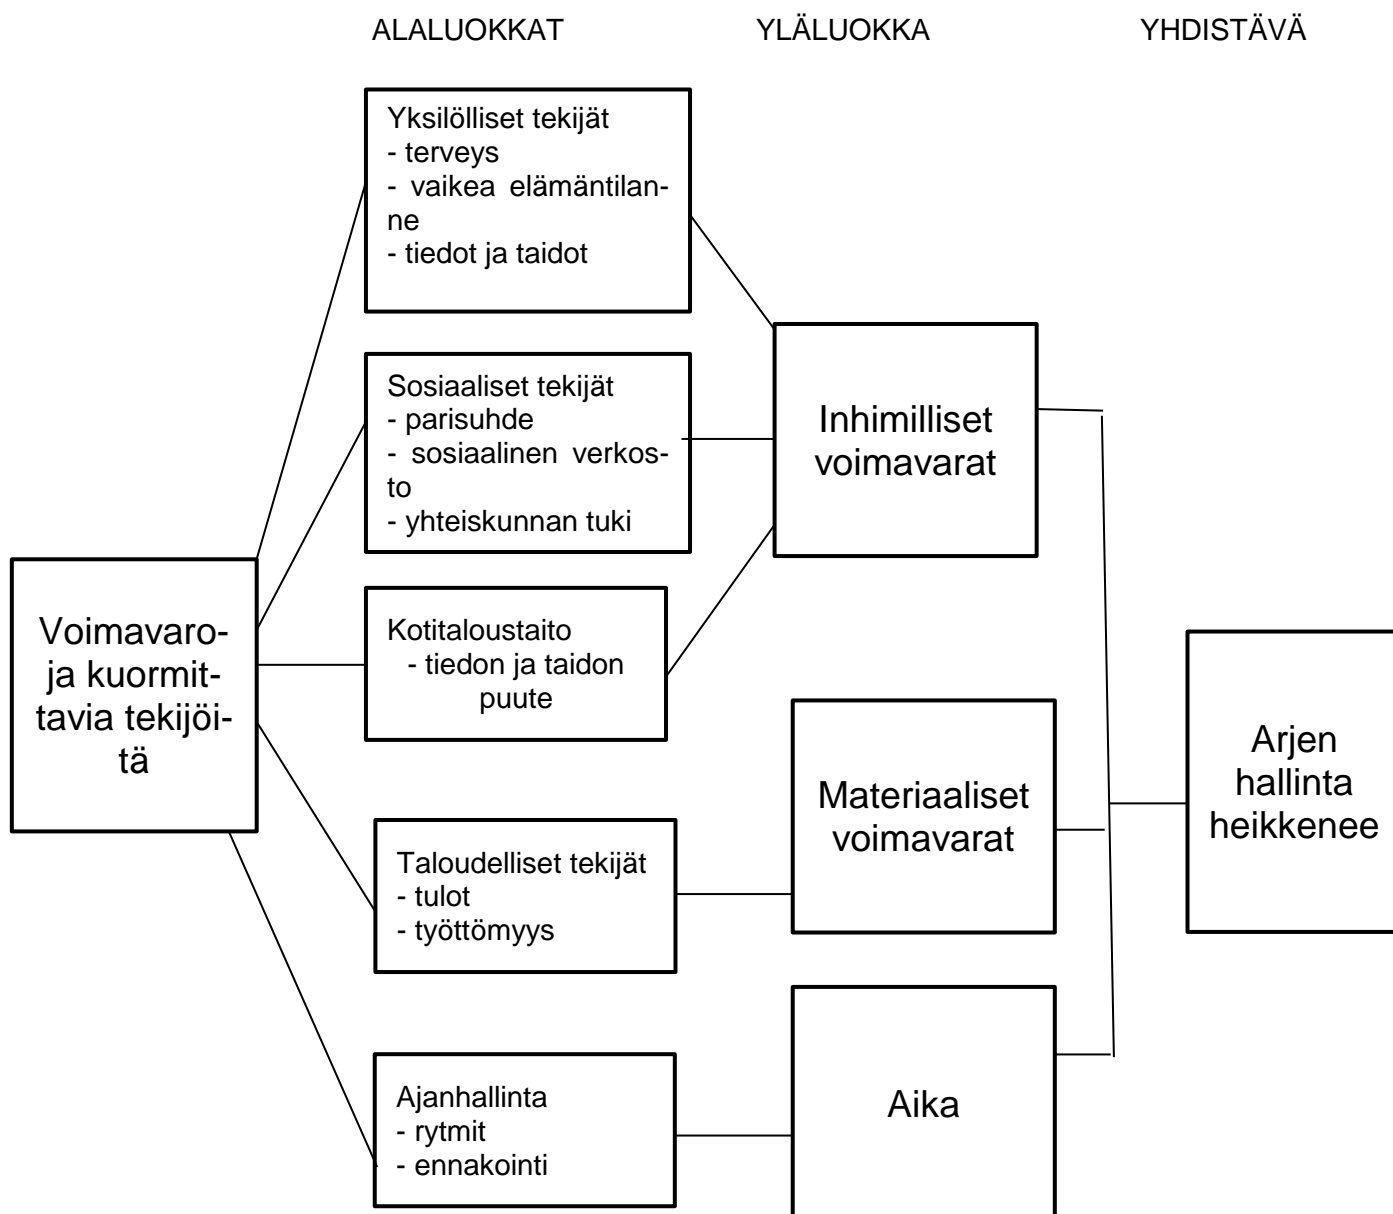 ALALUOKKAT YLÄLUOKKA YHDISTÄVÄ
Yksilölliset tekijät
- terveys
- vaikea elämäntilan-
ne
- tiedot ja taidot
Sosiaaliset tekijät
- parisuhde
- sosiaalinen verkos-
to
- yhteiskunnan tuki
Inhimilliset
voimavarat
Voimavaro-
ja kuormit-
tavia tekijöi-
tä
Kotitaloustaito
- tiedon ja taidon
puute
Materiaaliset
voimavarat
Arjen
hallinta
heikkenee
Taloudelliset tekijät
- tulot
- työttömyys
Ajanhallinta
- rytmit
- ennakointi
Aika